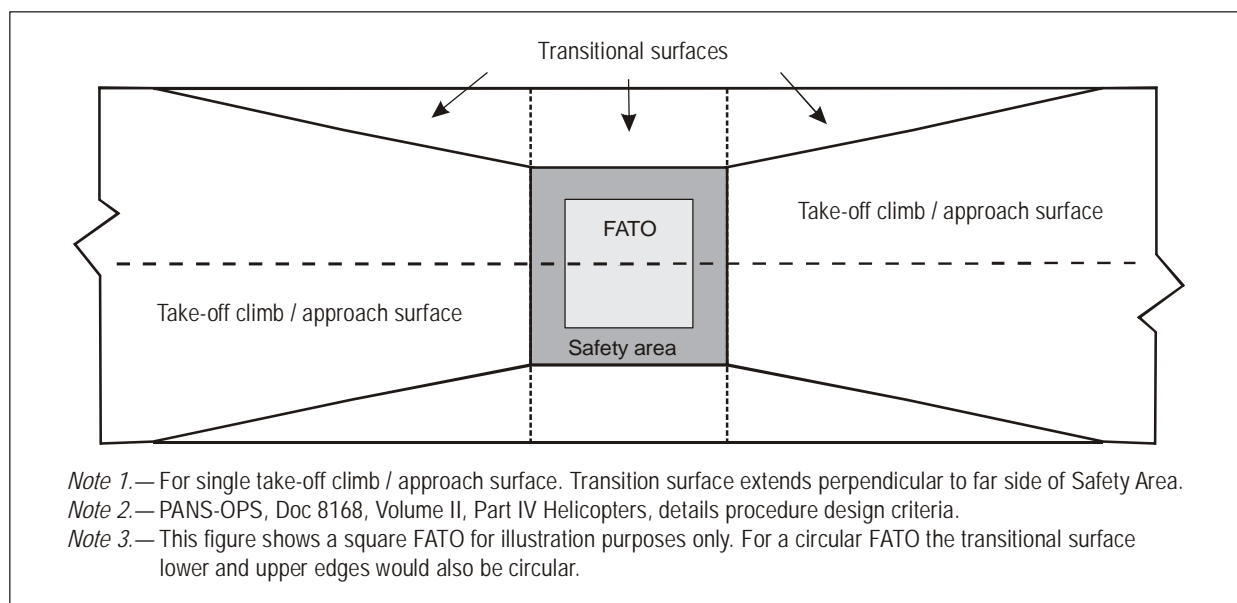 Transitional surfaces
FATO
Take-off climb / approach surface
Take-off climb / approach surface
Safety area
Note 1.— For single take-off climb / approach surface. Transition surface extends perpendicular to far side of Safety Area.
Note 2.— PANS-OPS, Doc 8168, Volume II, Part IV Helicopters, details procedure design criteria.
Note 3.— This figure shows a square FATO for illustration purposes only. For a circular FATO the transitional surface
lower and upper edges would also be circular.